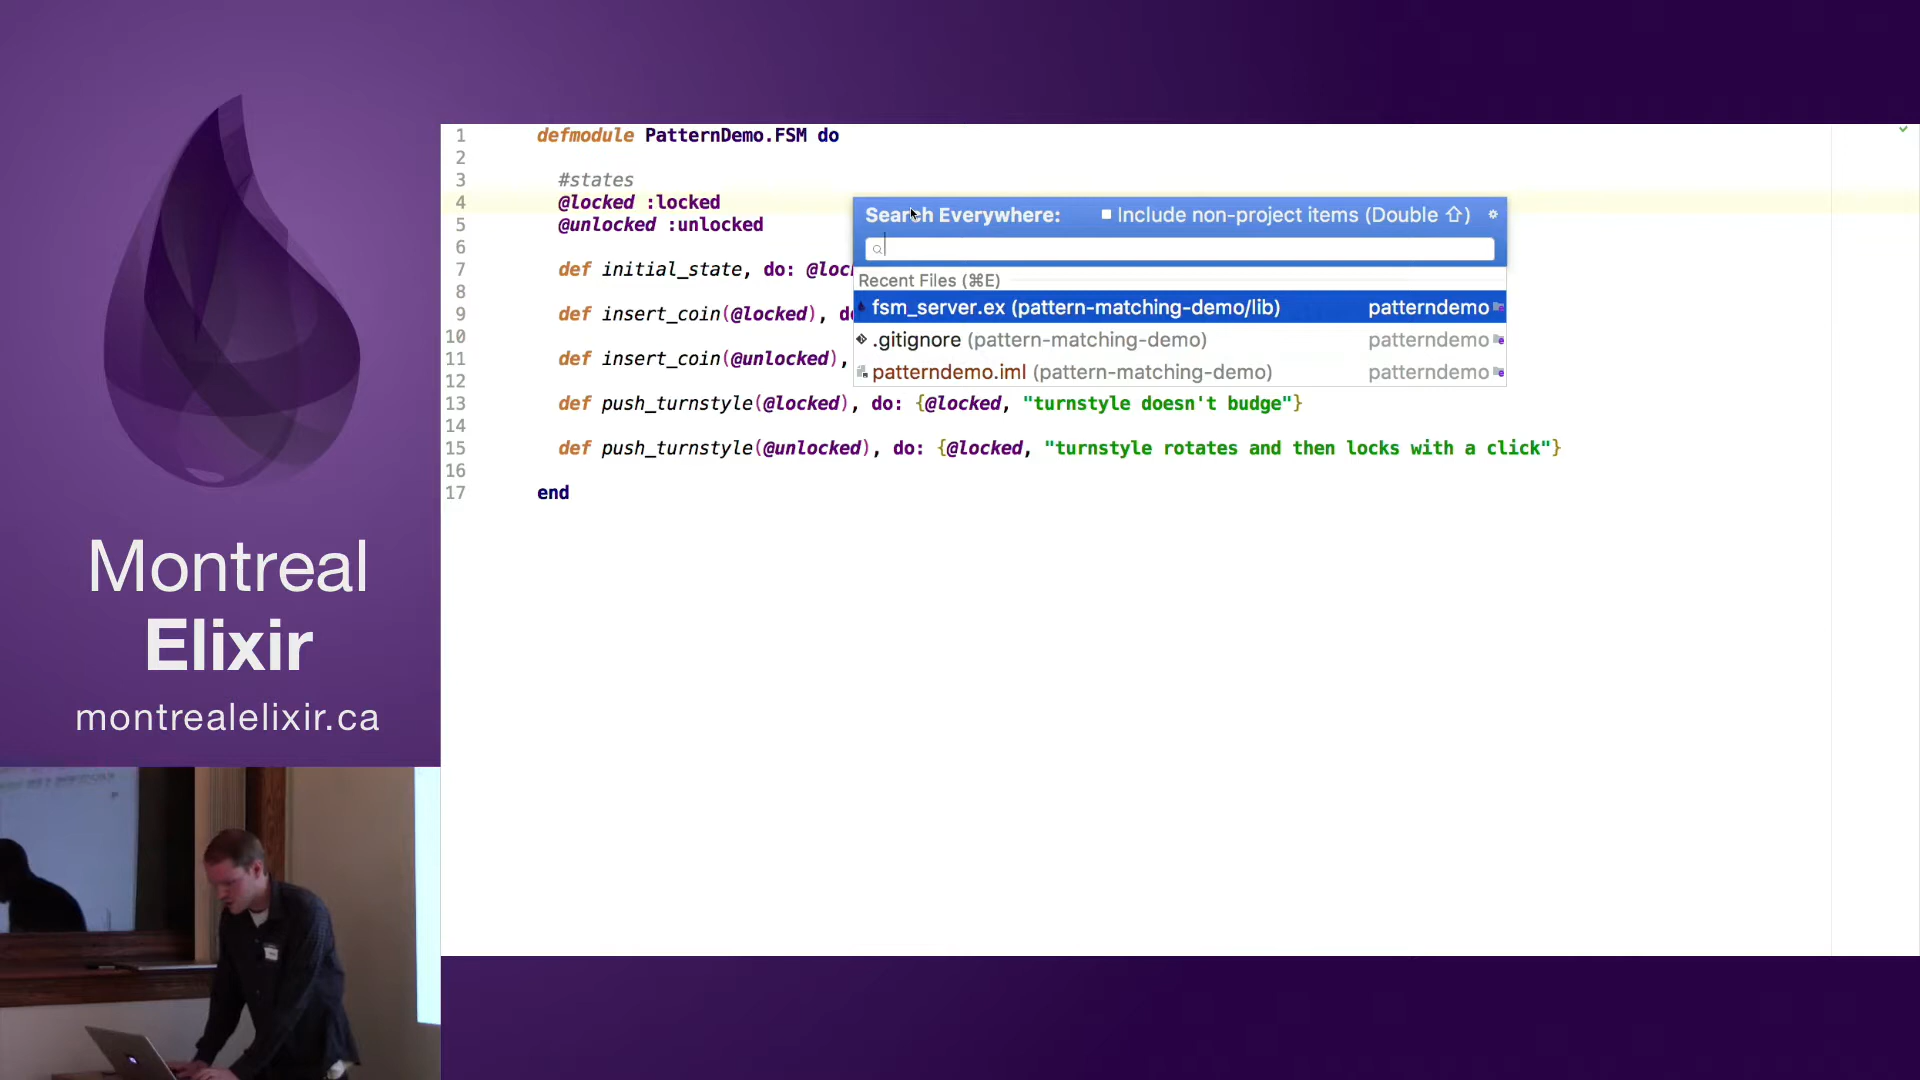 Montreal
Elixir
montrealelixir.ca
1 defmodule PatternDemo.FSM do
2
3 #states
4 @locked :locked
5 @unlocked :unlocked
6
7 def initial_state, do: @loc
8
9 def insert_coin(@locked), d
10
11 def insert_coin(@unlocked),
12
13 def push_turnstyle(@locked), do: {@locked, "turnstyle doesn't budge"}
14
15 def push_turnstyle(@unlocked), do: {@locked, "turnstyle rotates and then locks with a click"}
16
17 end
Search Everywhere: Include non-project items (Double ⇧)
Recent Files (⌘E)
fsm_server.ex (pattern-matching-demo/lib) patterndemo
.gitignore (pattern-matching-demo) patterndemo
patterndemo.iml (pattern-matching-demo) patterndemo